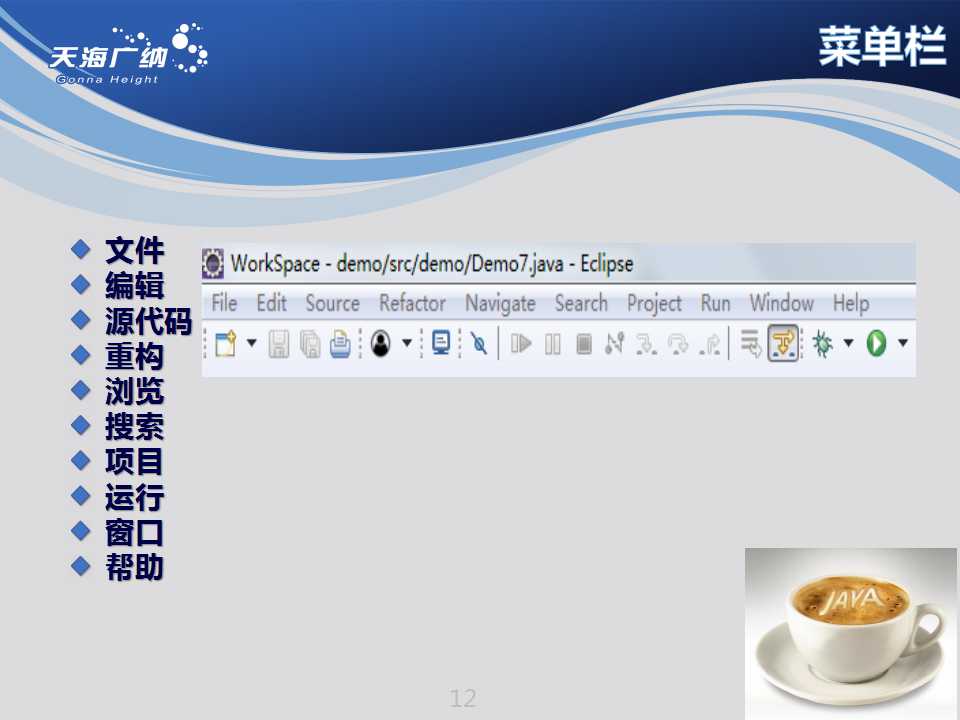 天海广纳
Gonna Height
菜单栏
文件
编辑
源代码
重构
浏览
搜索
项目
运行
窗口
帮助
WorkSpace - demo/src/demo/Demo7.java - Eclipse
File Edit Source Refactor Navigate Search Project Run Window Help
JAVA
12